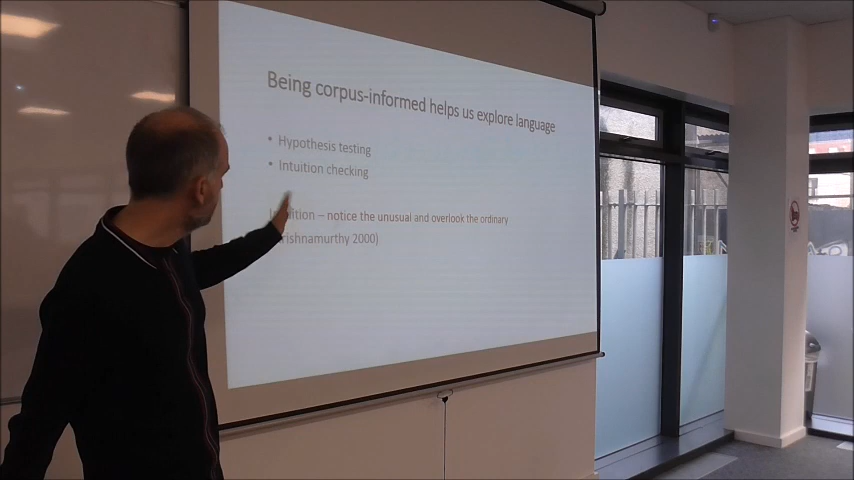 Being corpus-informed helps us explore language
• Hypothesis testing
• Intuition checking
– notice the unusual and overlook the ordinary
2000)